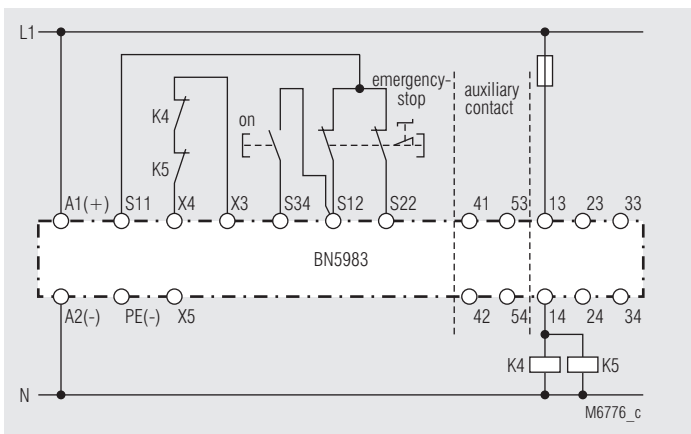 L1
emergency-
stop
auxiliary
contact
K4
on
K5
A1(+) S11 X4 X3 S34 S12 S22 41 53 13 23 33
BN5983
A2(-) PE(-) X5 42 54 14 24 34
K4 K5
N
M6776_c